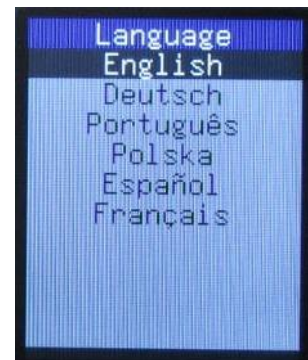 Language
English
Deutsch
Português
Polska
Español
Français